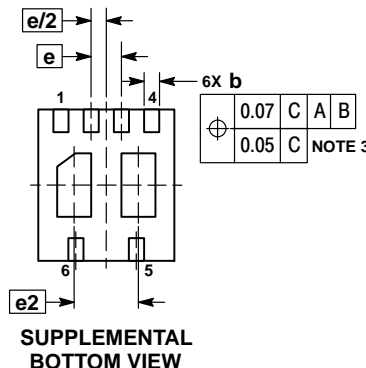 e/2
e
6X b
1
4
0.07 C A B
0.05 C NOTE 3
6
5
e2
SUPPLEMENTAL
BOTTOM VIEW